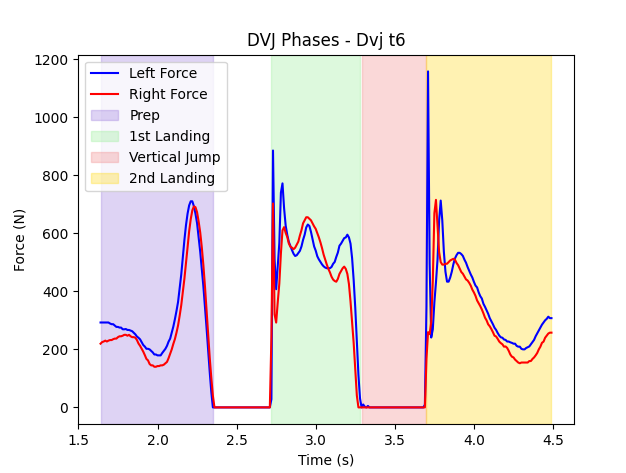 DVJ Phases - Dvj t6
Force (N)
1200
1000
800
600
400
200
0
Left Force
Right Force
Prep
1st Landing
Vertical Jump
2nd Landing
1.5 2.0 2.5 3.0 3.5 4.0 4.5
Time (s)